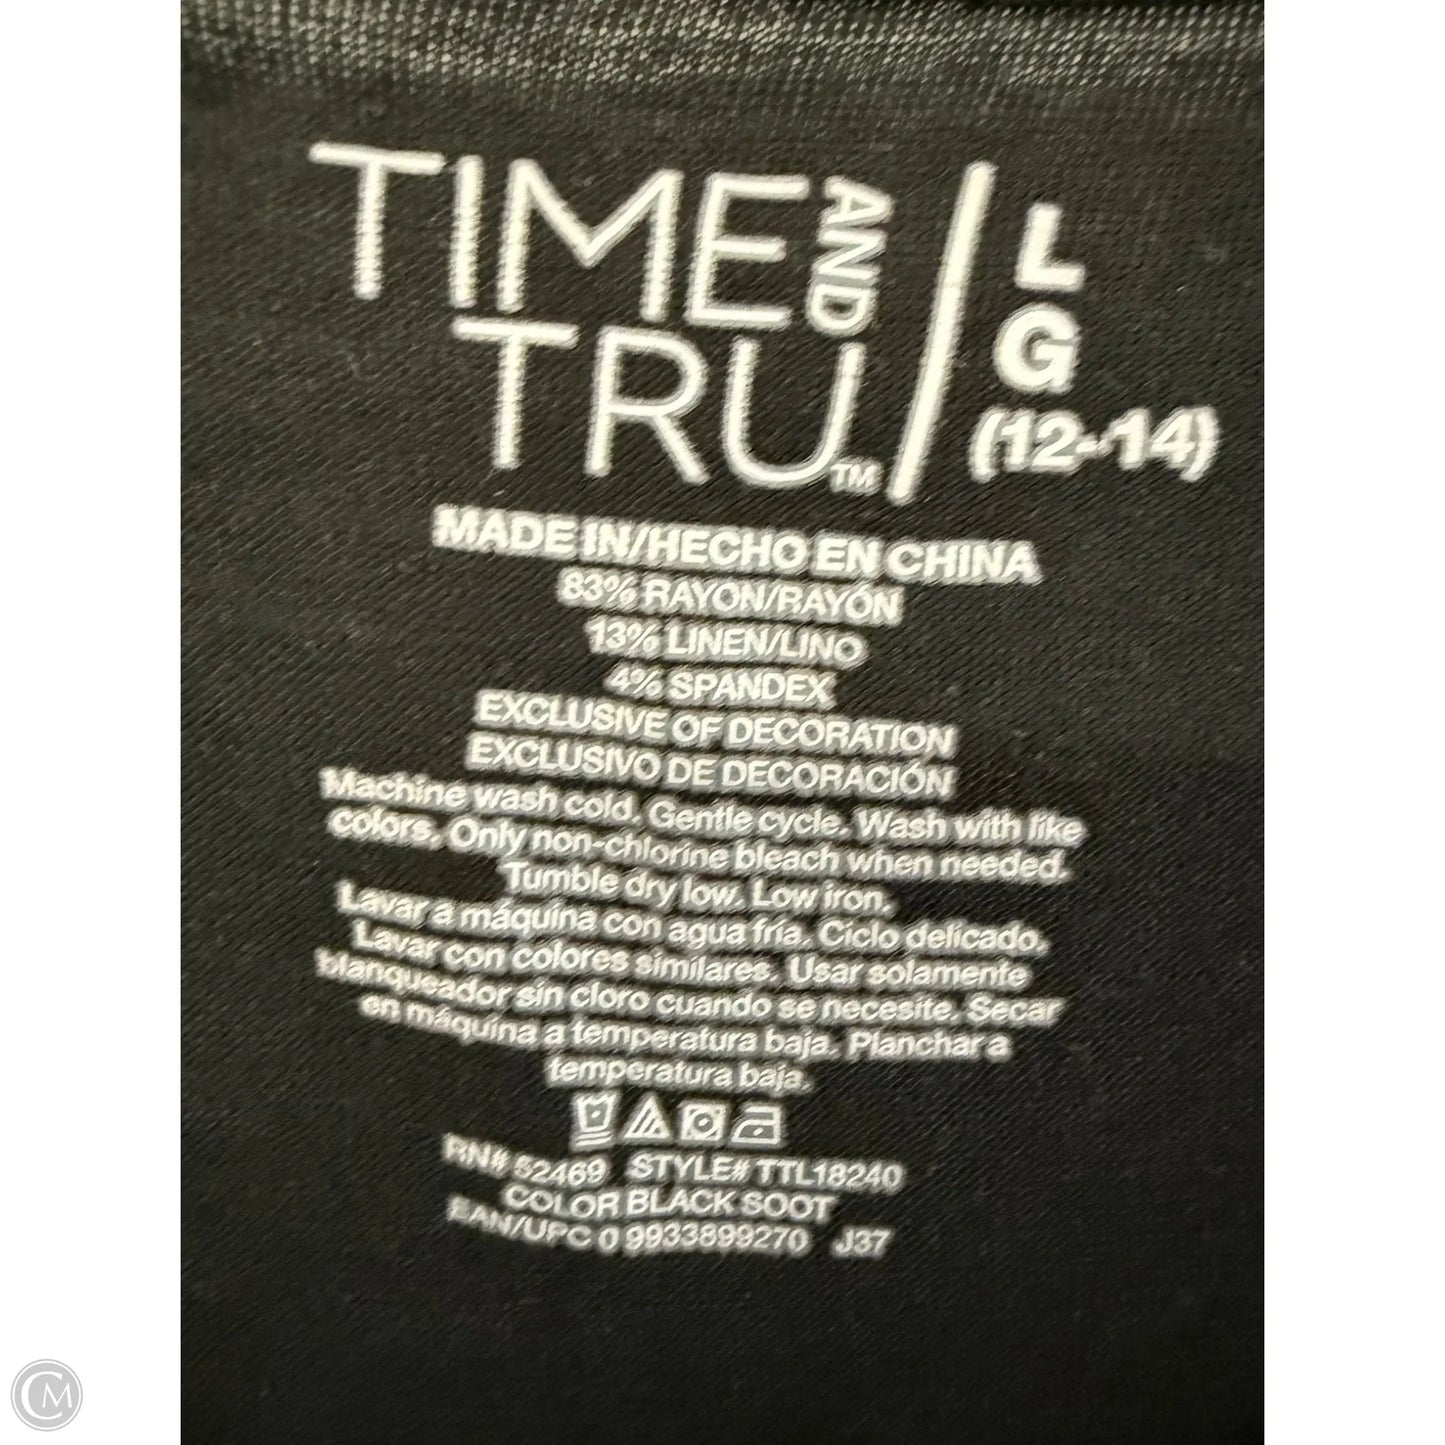 TIME AND
TRU™
L
G
(12-14)
MADE IN/HECHO EN CHINA
83% RAYON/RAYÓN
13% LINEN/LINO
4% SPANDEX
EXCLUSIVE OF DECORATION
EXCLUSIVO DE DECORACIÓN
Machine wash cold. Gentle cycle. Wash with like
colors. Only non-chlorine bleach when needed.
Tumble dry low. Low iron.
Lavar a máquina con agua fría. Ciclo delicado.
Lavar con colores similares. Usar solamente
blanqueador sin cloro cuando se necesite. Secar
en máquina a temperatura baja. Planchar a
temperatura baja.
RN# 52469 STYLE# TTL18240
COLOR BLACK SOOT
EAN/UPC 0 9933899270 J37
CM